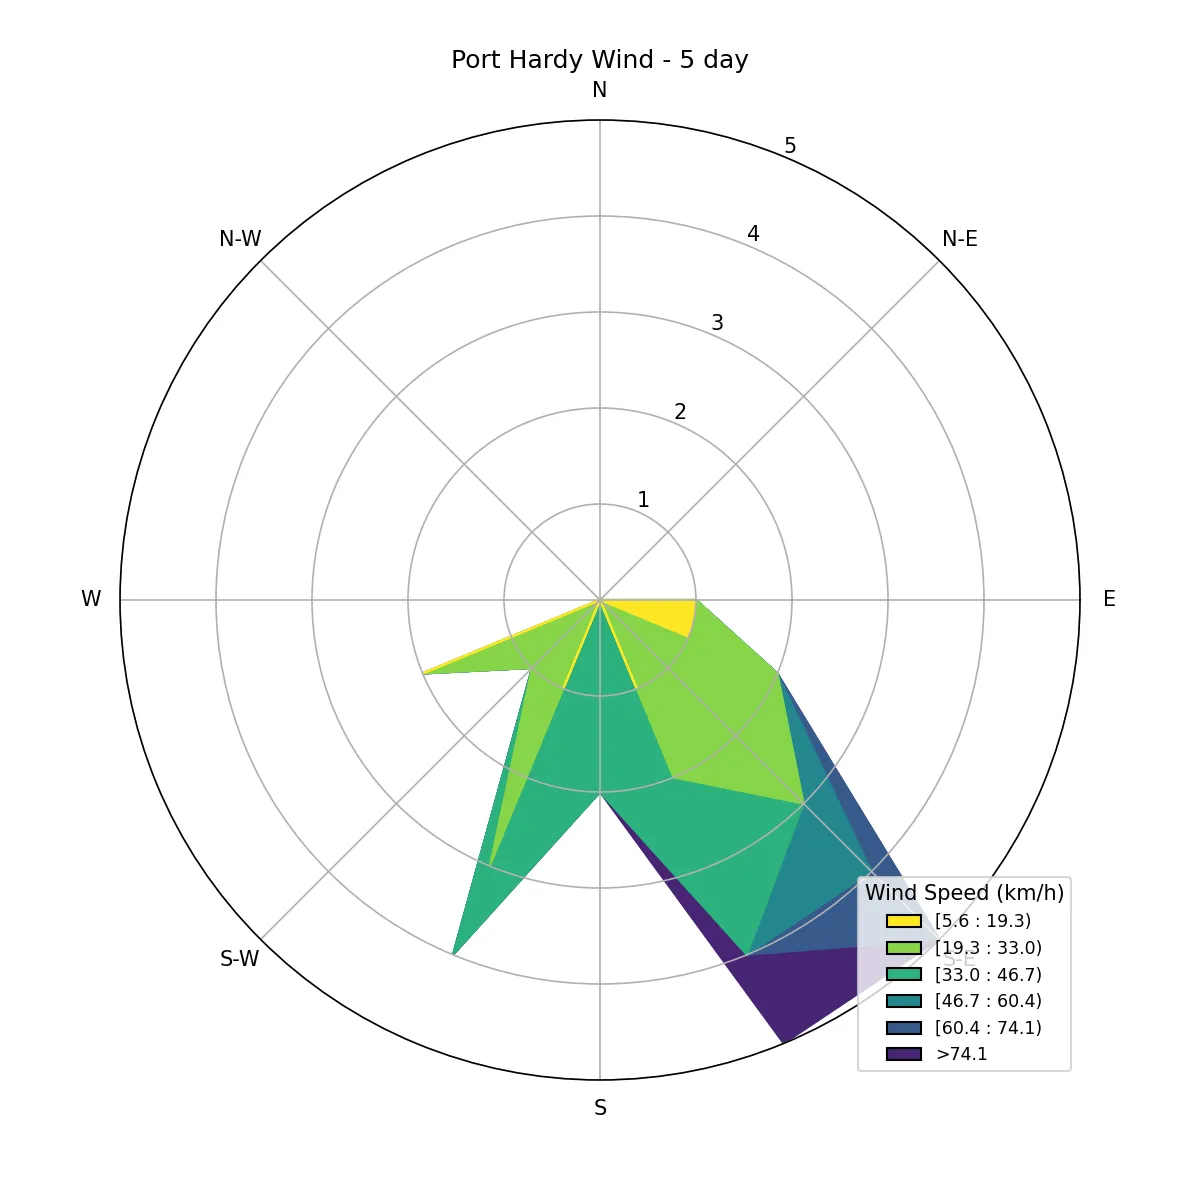 Port Hardy Wind - 5 day
N
5
N-W
4
N-E
3
2
1
W
E
Wind Speed (km/h)
[5.6 : 19.3)
[19.3 : 33.0)
[33.0 : 46.7)
[46.7 : 60.4)
[60.4 : 74.1)
>74.1
S-W
S-E
S